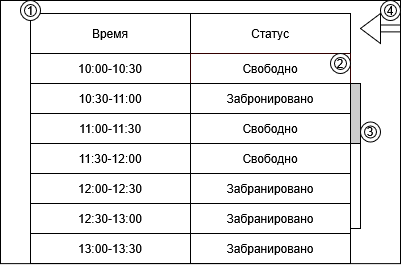 ① ④
Время Статус
10:00-10:30 Свободно ②
10:30-11:00 Забронировано
11:00-11:30 Свободно ③
11:30-12:00 Свободно
12:00-12:30 Забранировано
12:30-13:00 Забранировано
13:00-13:30 Забранировано